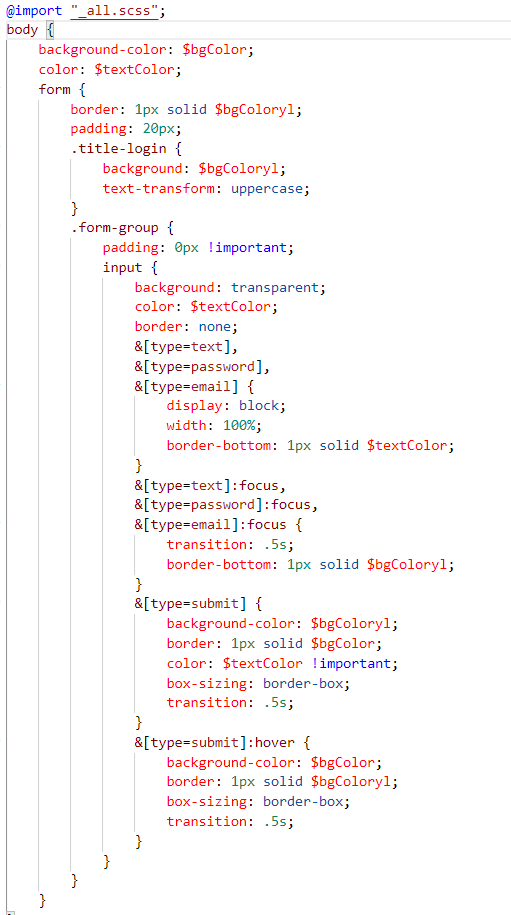 @import "_all.scss";
body {
    background-color: $bgColor;
    color: $textColor;
    form {
        border: 1px solid $bgColoryl;
        padding: 20px;
        .title-login {
            background: $bgColoryl;
            text-transform: uppercase;
        }
        .form-group {
            padding: 0px !important;
            input {
                background: transparent;
                color: $textColor;
                border: none;
                &[type=text],
                &[type=password],
                &[type=email] {
                    display: block;
                    width: 100%;
                    border-bottom: 1px solid $textColor;
                }
                &[type=text]:focus,
                &[type=password]:focus,
                &[type=email]:focus {
                    transition: .5s;
                    border-bottom: 1px solid $bgColoryl;
                }
                &[type=submit] {
                    background-color: $bgColoryl;
                    border: 1px solid $bgColor;
                    color: $textColor !important;
                    box-sizing: border-box;
                    transition: .5s;
                }
                &[type=submit]:hover {
                    background-color: $bgColor;
                    border: 1px solid $bgColoryl;
                    box-sizing: border-box;
                    transition: .5s;
                }
            }
        }
    }